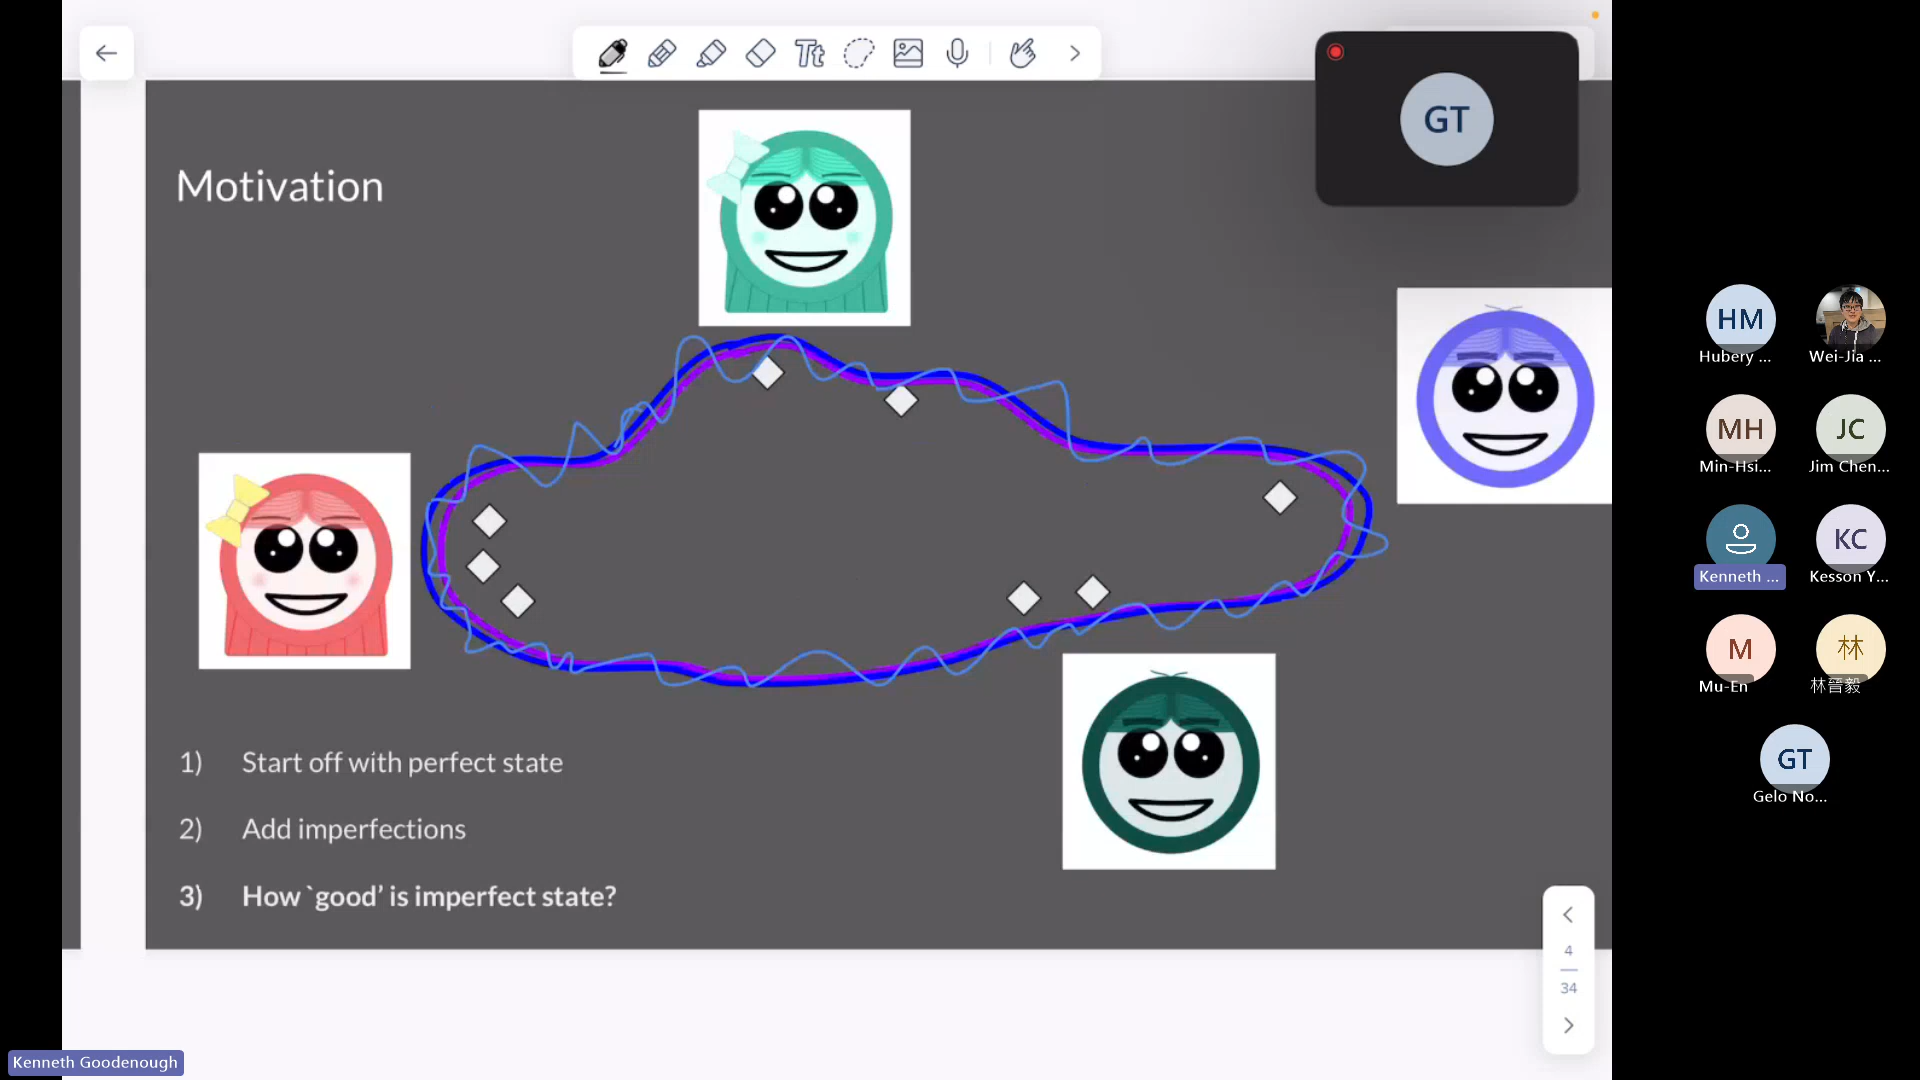 Tt
GT
Motivation
1) Start off with perfect state
2) Add imperfections
3) How `good’ is imperfect state?
4
34
HM
Hubery ...
Wei-Jia ...
MH
Min-Hsi...
JC
Jim Chen...
Kenneth ...
KC
Kesson Y...
M
Mu-En
林
林晉毅
GT
Gelo No...
Kenneth Goodenough